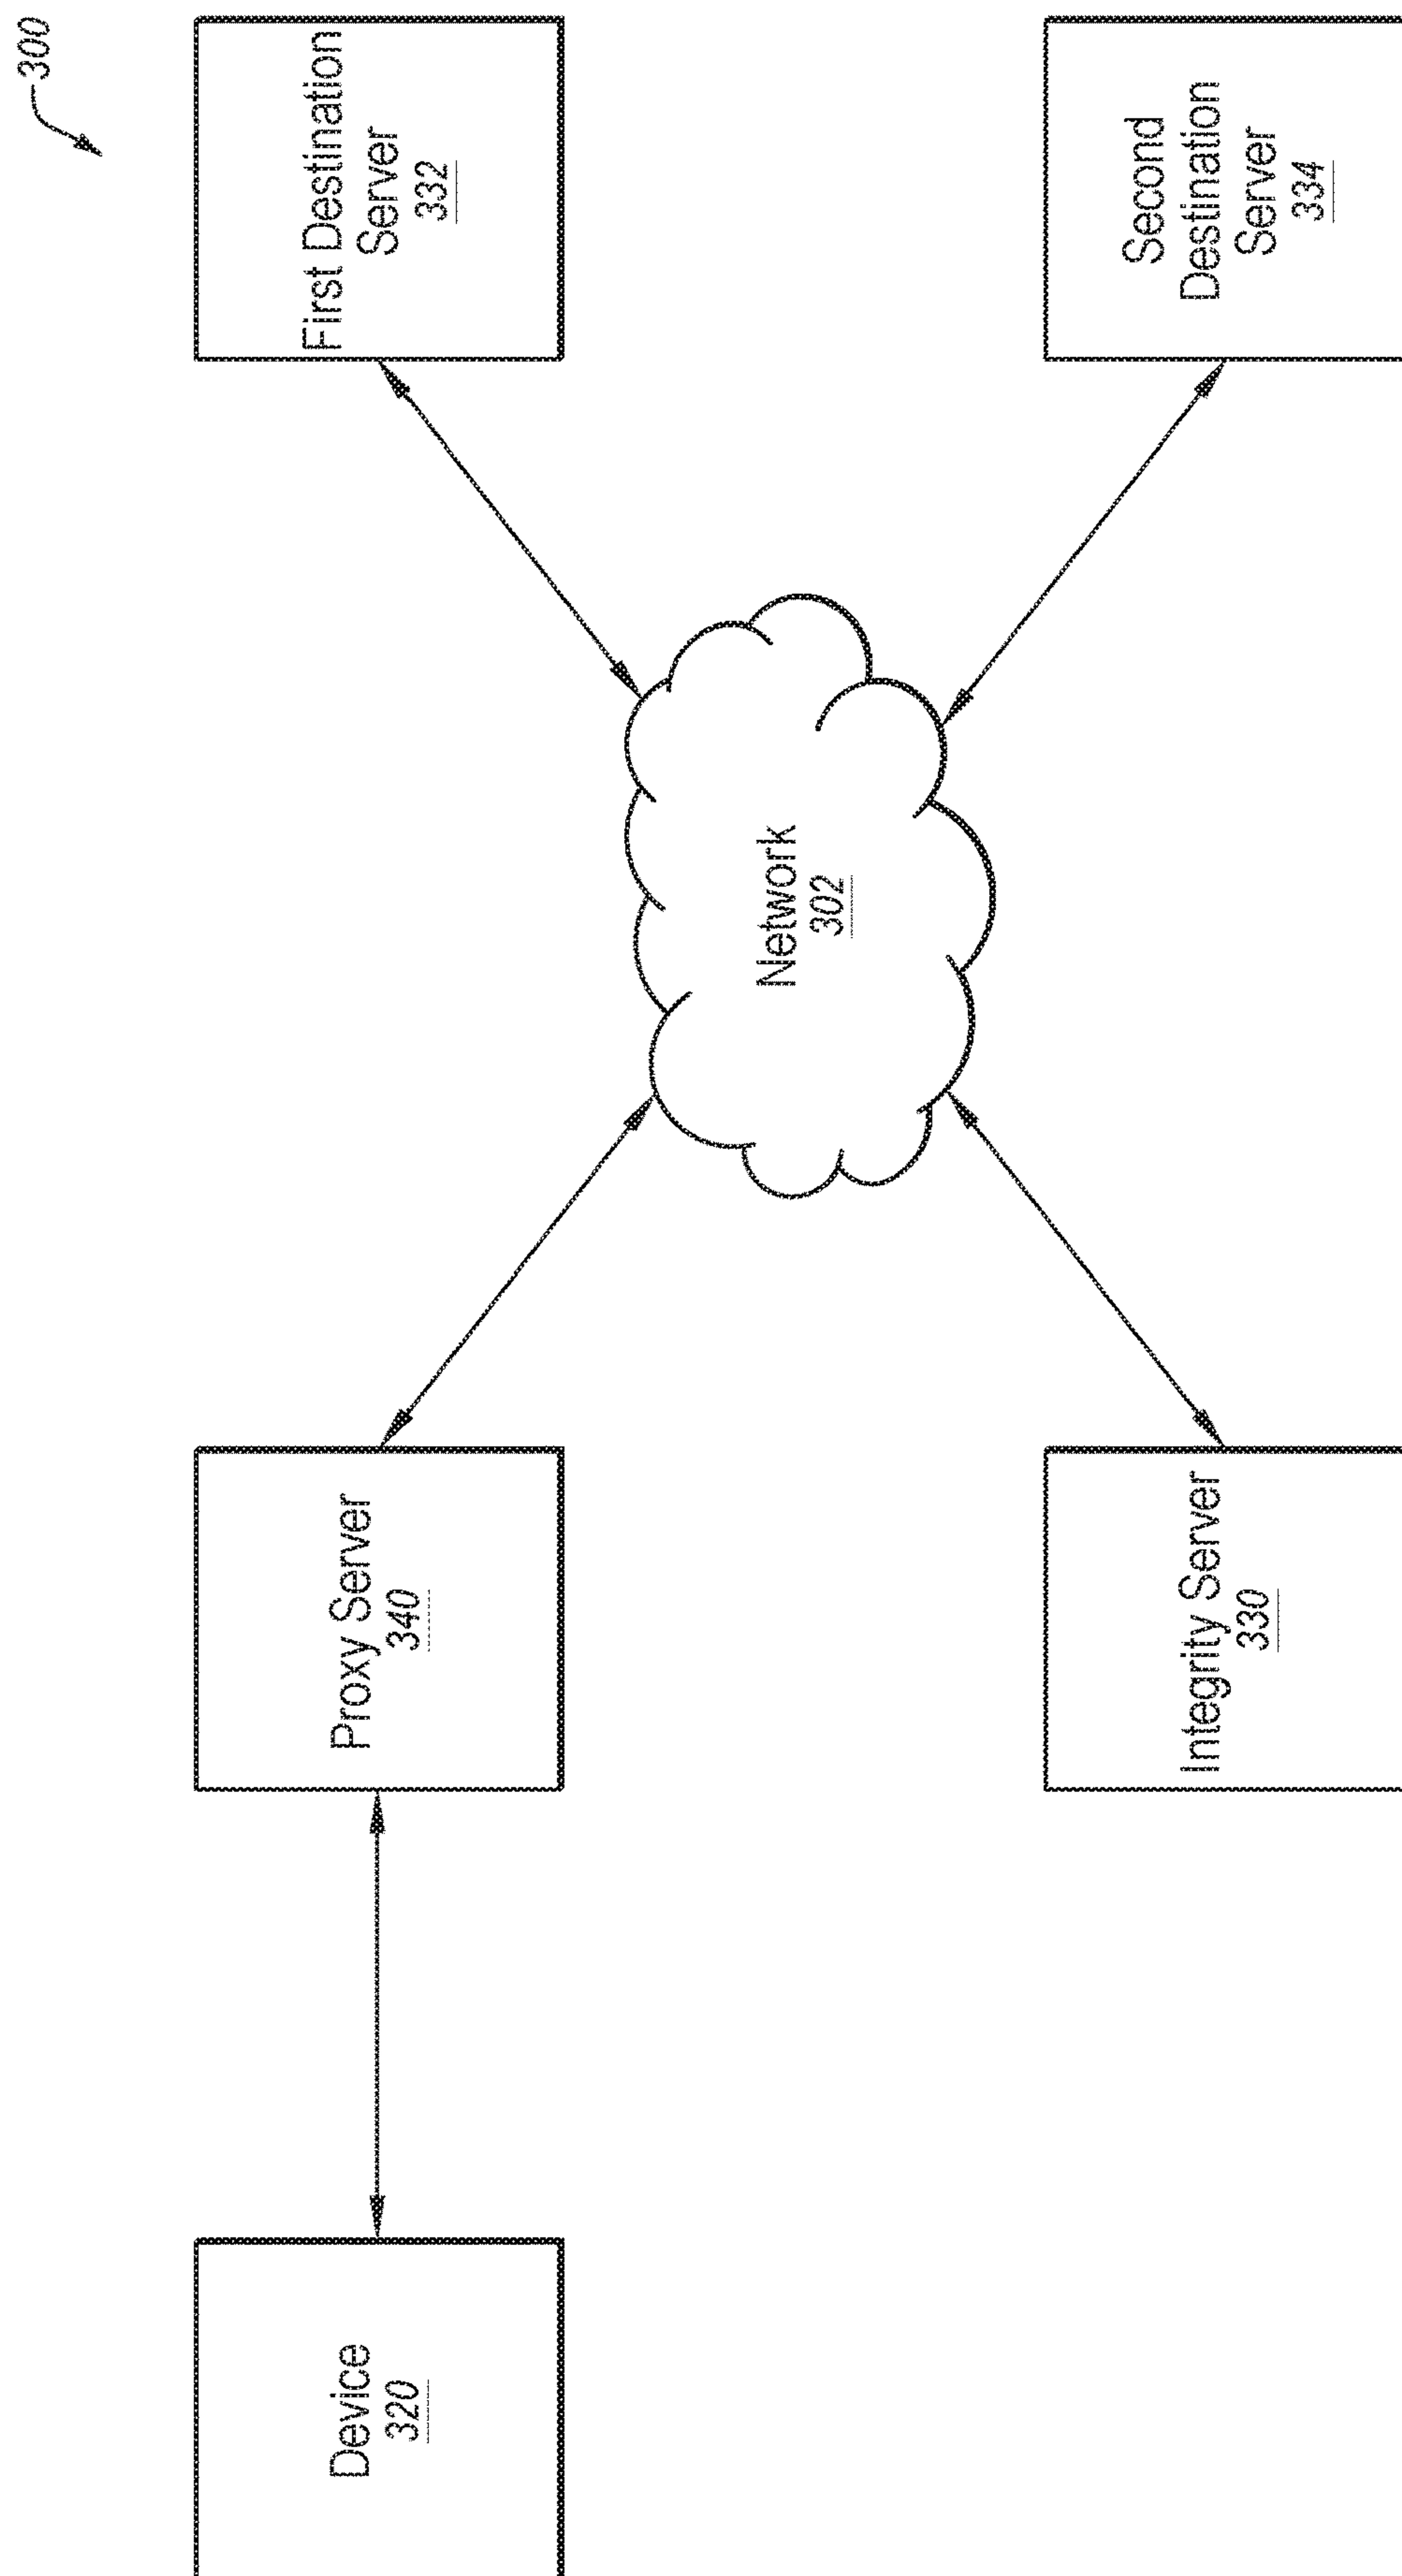 300
First Destination
Server
332
Second
Destination
Server
334
Network
302
Proxy Server
340
Integrity Server
330
Device
320